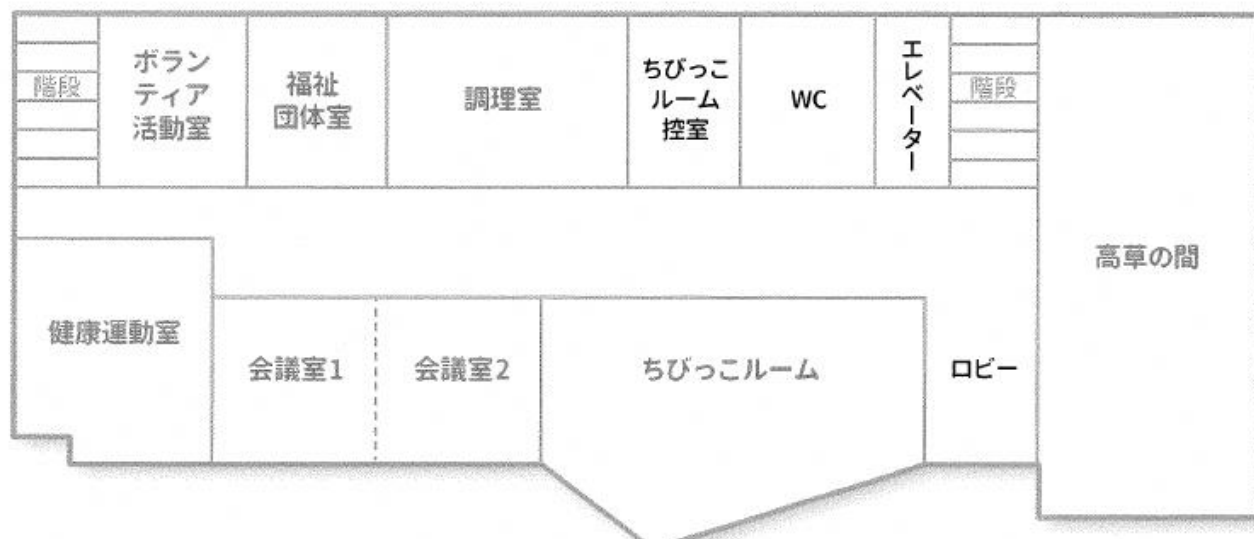 階段
ボラン
ティア
活動室
福祉
団体室
調理室
ちびっこ
ルーム
控室
WC
エレベーター
階段
高草の間
健康運動室
会議室1
会議室2
ちびっこルーム
ロビー